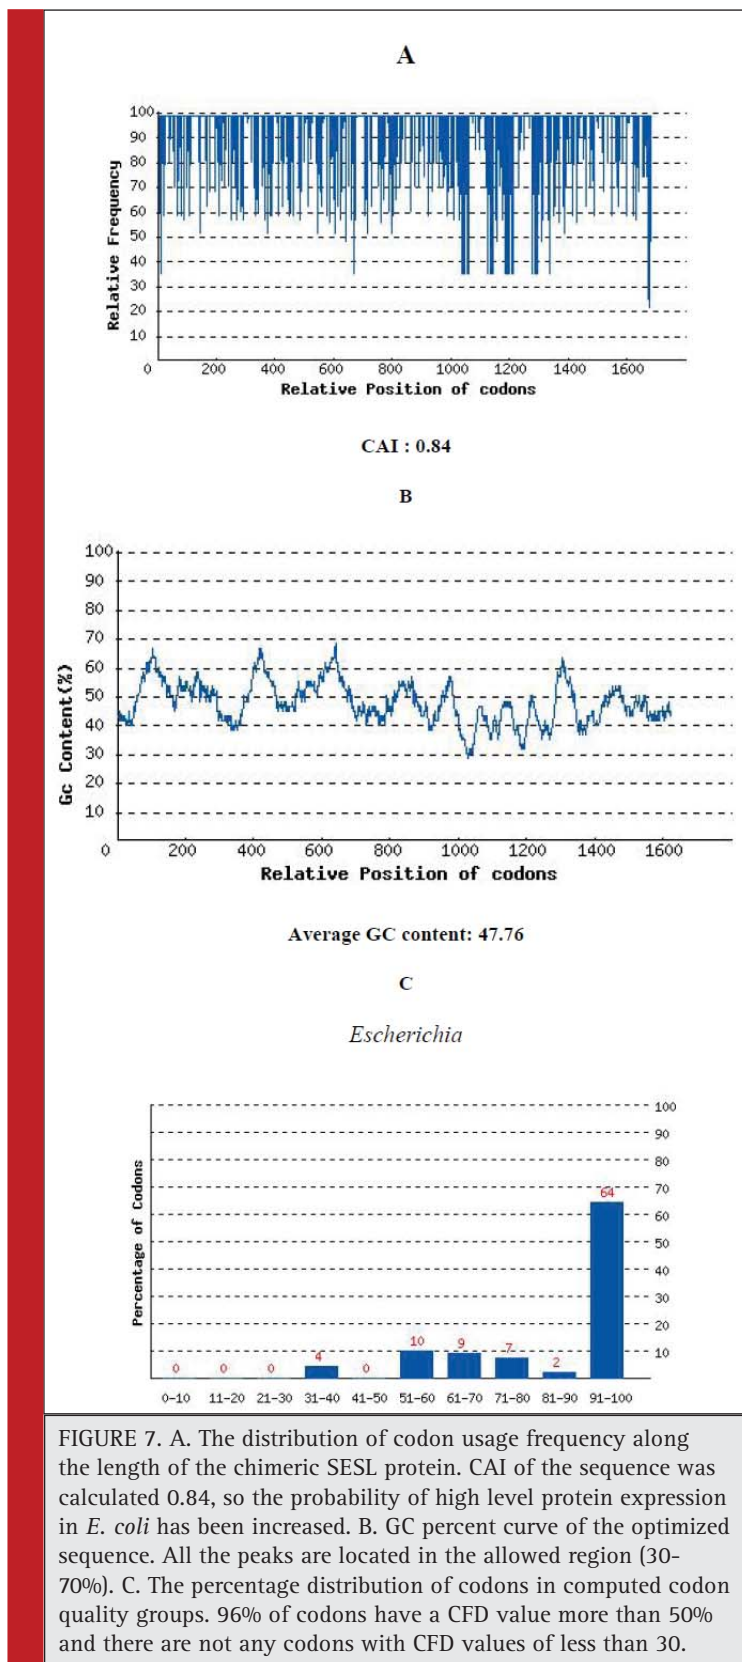 A
100
90
80
70
60
50
40
30
20
10
0 200 400 600 800 1000 1200 1400 1600
Relative Frequency
Relative Position of codons
CAI : 0.84
B
100
90
80
70
60
50
40
30
20
10
0 200 400 600 800 1000 1200 1400 1600
Gc Content(%)
Relative Position of codons
Average GC content: 47.76
C
Escherichia
100
90
80
70
60
50
40
30
20
10
Percentage of Codons
0 0 0 4 0 10 9 7 2 64
0-10 11-20 21-30 31-40 41-50 51-60 61-70 71-80 81-90 91-100
FIGURE 7. A. The distribution of codon usage frequency along
the length of the chimeric SESL protein. CAI of the sequence was
calculated 0.84, so the probability of high level protein expression
in E. coli has been increased. B. GC percent curve of the optimized
sequence. All the peaks are located in the allowed region (30-
70%). C. The percentage distribution of codons in computed codon
quality groups. 96% of codons have a CFD value more than 50%
and there are not any codons with CFD values of less than 30.